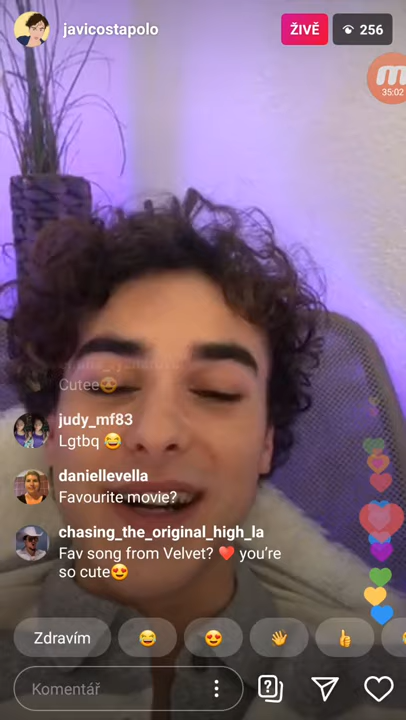 javicostapolo
ŽIVĚ
256
35:02
Cutee😍
judy_mf83
Lgtbq 😂
daniellevella
Favourite movie?
chasing_the_original_high_la
Fav song from Velvet? ❤️ you're
so cute😍
Zdravím
Komentář